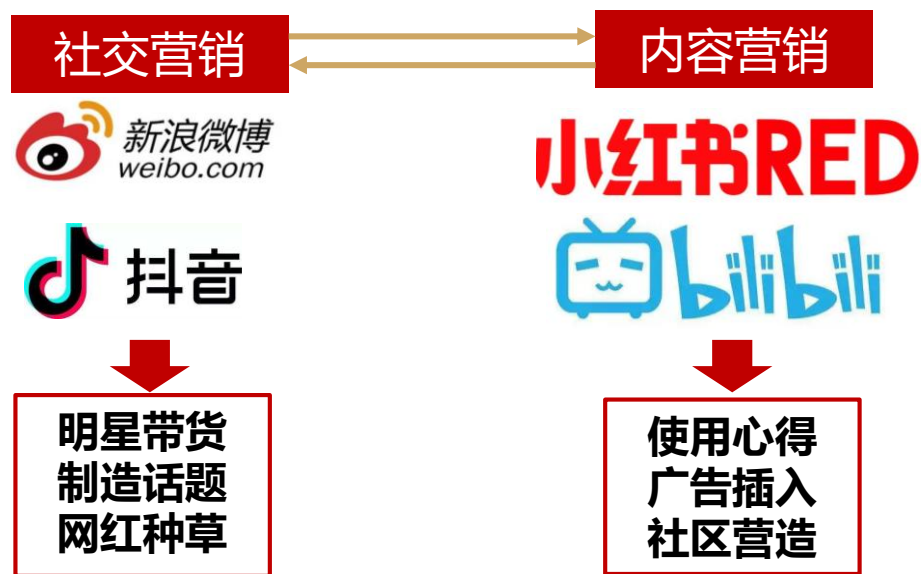 社交营销
内容营销
新浪微博
weibo.com
小红书RED
抖音
bilibili
明星带货
制造话题
网红种草
使用心得
广告插入
社区营造